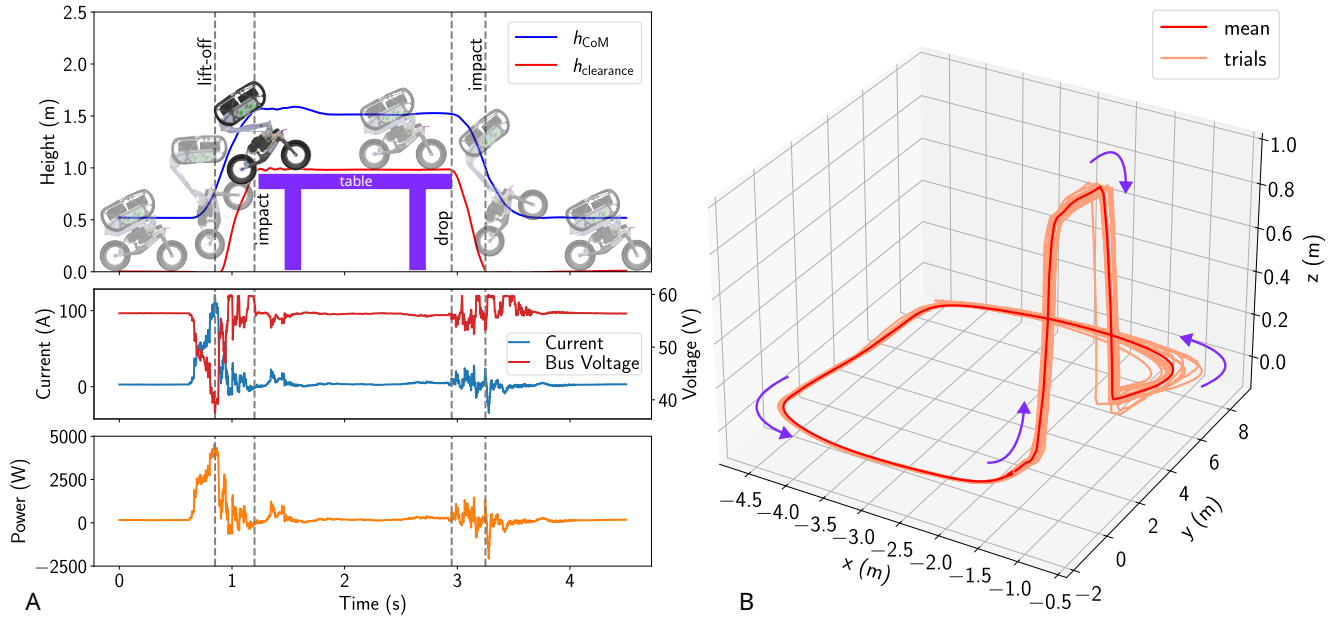 2.5
2.0
1.5
1.0
0.5
0.0
Height (m)
lift-off
impact
impact
drop
table
h_CoM
h_clearance
100
0
Current (A)
60
50
40
Voltage (V)
Current
Bus Voltage
5000
2500
0
−2500
Power (W)
0
1
2
3
4
Time (s)
A
mean
trials
1.0
0.8
0.6
0.4
0.2
0.0
z (m)
8
6
4
2
0
−2
y (m)
−4.5
−4.0
−3.5
−3.0
−2.5
−2.0
−1.5
−1.0
−0.5
x (m)
B